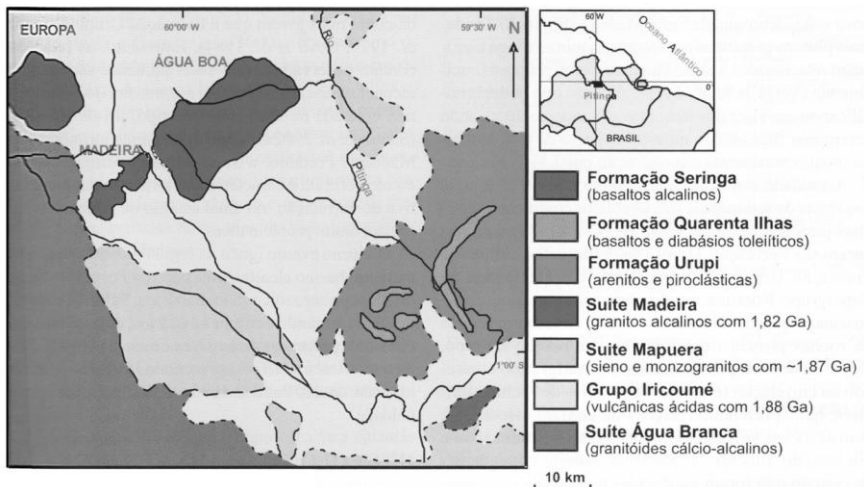 EUROPA
60°00' W
59°30' W
ÁGUA BOA
N
Ro
MADEIRA
Pitinga
1°00' S
60 W
Oceano Atlântico
0°
Pitinga
BRASIL
Formação Seringa
(basaltos alcalinos)
Formação Quarenta Ilhas
(basaltos e diabásios toleiíticos)
Formação Urupi
(arenitos e piroclásticas)
Suíte Madeira
(granitos alcalinos com 1,82 Ga)
Suíte Mapuera
(sieno e monzogranitos com ~1,87 Ga)
Grupo Iricoumé
(vulcânicas ácidas com 1,88 Ga)
Suíte Água Branca
(granitóides cálcio-alcalinos)
10 km